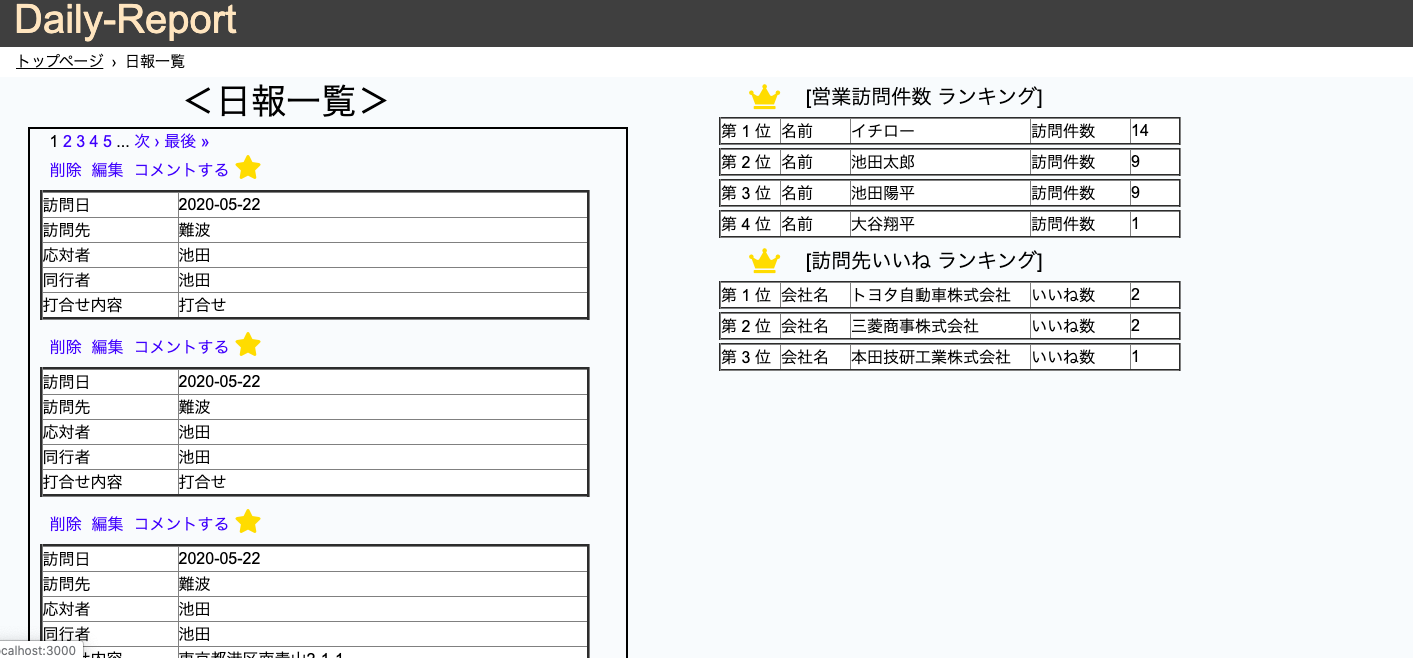 Daily-Report
トップページ › 日報一覧
＜日報一覧＞
1 2 3 4 5 ... 次 › 最後 »
削除 編集 コメントする
訪問日 2020-05-22
訪問先 難波
応対者 池田
同行者 池田
打合せ内容 打合せ
削除 編集 コメントする
訪問日 2020-05-22
訪問先 難波
応対者 池田
同行者 池田
打合せ内容 打合せ
削除 編集 コメントする
訪問日 2020-05-22
訪問先 難波
応対者 池田
同行者 池田
[営業訪問件数 ランキング]
第 1 位 名前 イチロー 訪問件数 14
第 2 位 名前 池田太郎 訪問件数 9
第 3 位 名前 池田陽平 訪問件数 9
第 4 位 名前 大谷翔平 訪問件数 1
[訪問先いいね ランキング]
第 1 位 会社名 トヨタ自動車株式会社 いいね数 2
第 2 位 会社名 三菱商事株式会社 いいね数 2
第 3 位 会社名 本田技研工業株式会社 いいね数 1
calhost:3000